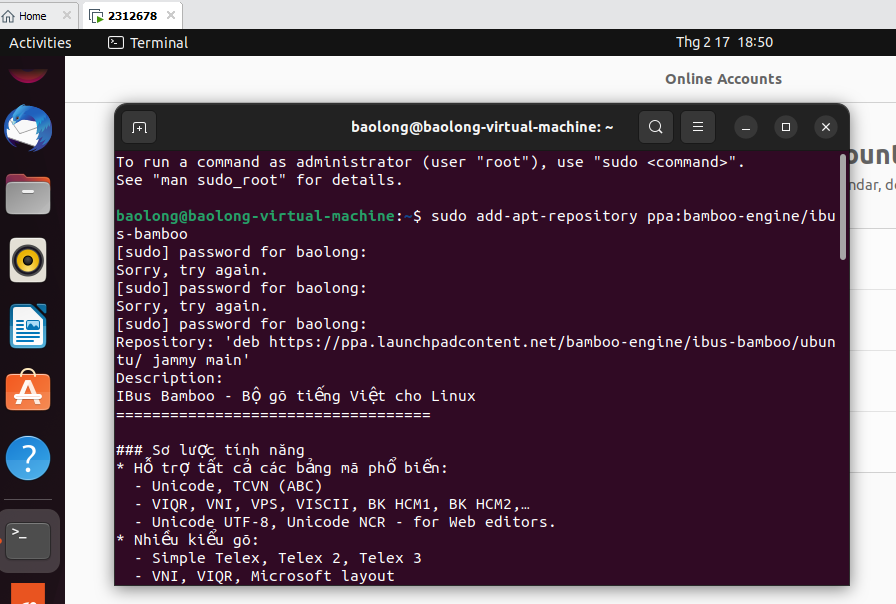 Home
2312678
Activities
Terminal
Thg 2 17 18:50
Online Accounts
baolong@baolong-virtual-machine: ~
To run a command as administrator (user "root"), use "sudo <command>".
See "man sudo_root" for details.
baolong@baolong-virtual-machine:~$ sudo add-apt-repository ppa:bamboo-engine/ibu
s-bamboo
[sudo] password for baolong:
Sorry, try again.
[sudo] password for baolong:
Sorry, try again.
[sudo] password for baolong:
Repository: 'deb https://ppa.launchpadcontent.net/bamboo-engine/ibus-bamboo/ubun
tu/ jammy main'
Description:
IBus Bamboo - Bộ gõ tiếng Việt cho Linux
===================================
### Sơ lược tính năng
* Hỗ trợ tất cả các bảng mã phổ biến:
- Unicode, TCVN (ABC)
- VIQR, VNI, VPS, VISCII, BK HCM1, BK HCM2,…
- Unicode UTF-8, Unicode NCR - for Web editors.
* Nhiều kiểu gõ:
- Simple Telex, Telex 2, Telex 3
- VNI, VIQR, Microsoft layout